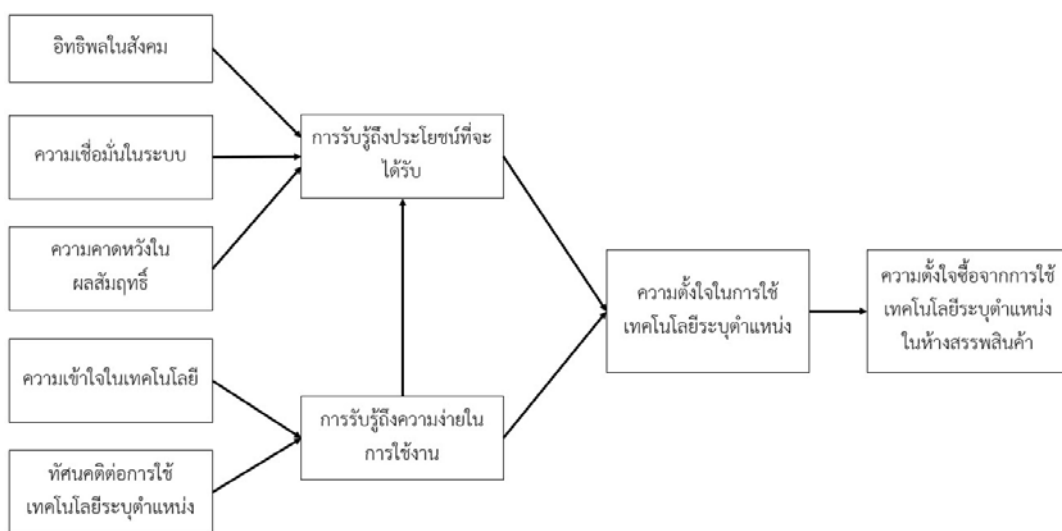 อิทธิพลในสังคม
ความเชื่อมั่นในระบบ
ความคาดหวังใน
ผลสัมฤทธิ์
ความเข้าใจในเทคโนโลยี
ทัศนคติต่อการใช้
เทคโนโลยีระบุตำแหน่ง
การรับรู้ถึงประโยชน์ที่จะ
ได้รับ
การรับรู้ถึงความง่ายใน
การใช้งาน
ความตั้งใจในการใช้
เทคโนโลยีระบุตำแหน่ง
ความตั้งใจซื้อจากการใช้
เทคโนโลยีระบุตำแหน่ง
ในห้างสรรพสินค้า